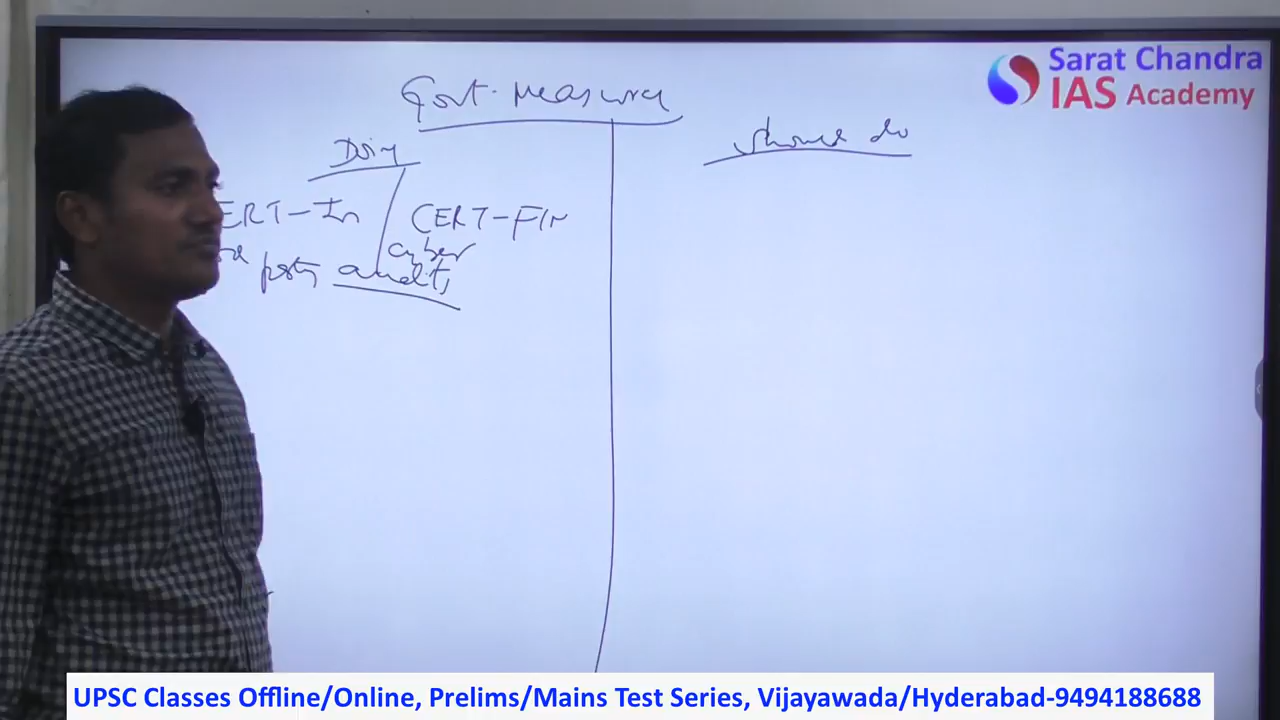 Sarat Chandra
IAS Academy
Govt. Measures
Doing
should do
ERT-In
CERT-FIN
party cyber audit,
UPSC Classes Offline/Online, Prelims/Mains Test Series, Vijayawada/Hyderabad-9494188688